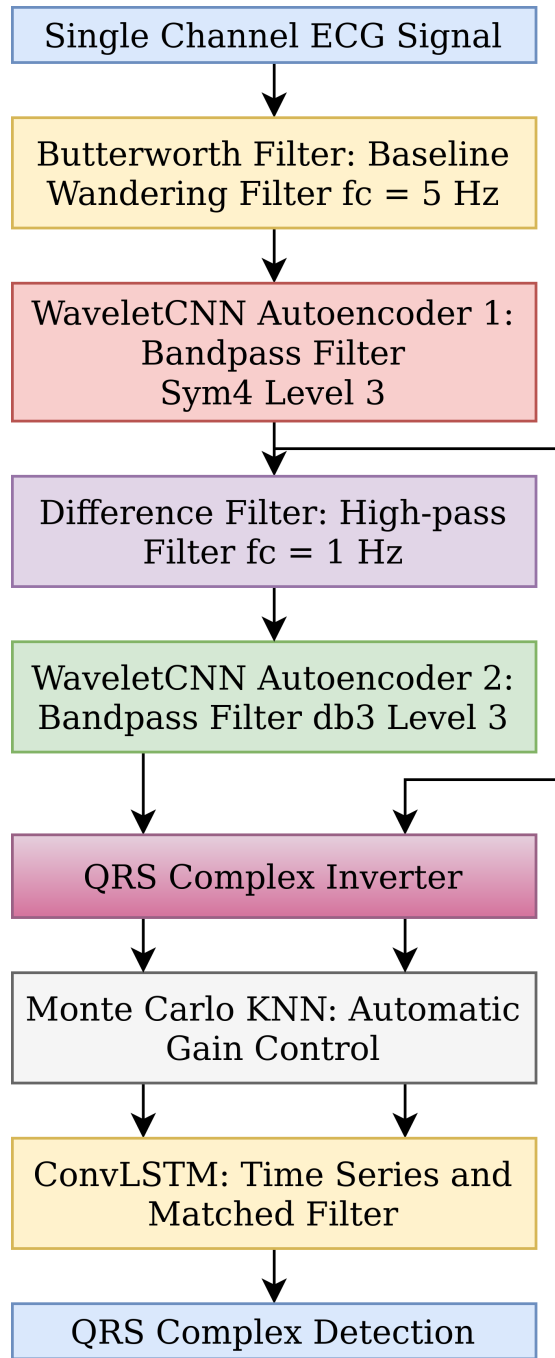 Single Channel ECG Signal
Butterworth Filter: Baseline
Wandering Filter fc = 5 Hz
WaveletCNN Autoencoder 1:
Bandpass Filter
Sym4 Level 3
Difference Filter: High-pass
Filter fc = 1 Hz
WaveletCNN Autoencoder 2:
Bandpass Filter db3 Level 3
QRS Complex Inverter
Monte Carlo KNN: Automatic
Gain Control
ConvLSTM: Time Series and
Matched Filter
QRS Complex Detection